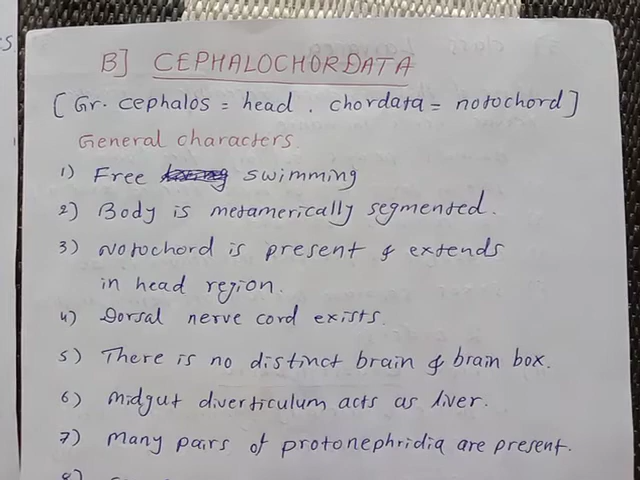 B] CEPHALOCHORDATA
[Gr. cephalos = head. chordata = notochord]
General characters.
1) Free swimming
2) Body is metamerically segmented.
3) Notochord is present & extends
in head region.
4) Dorsal nerve cord exists.
5) There is no distinct brain & brain box.
6) Midgut diverticulum acts as liver.
7) Many pairs of protonephridia are present.
8)